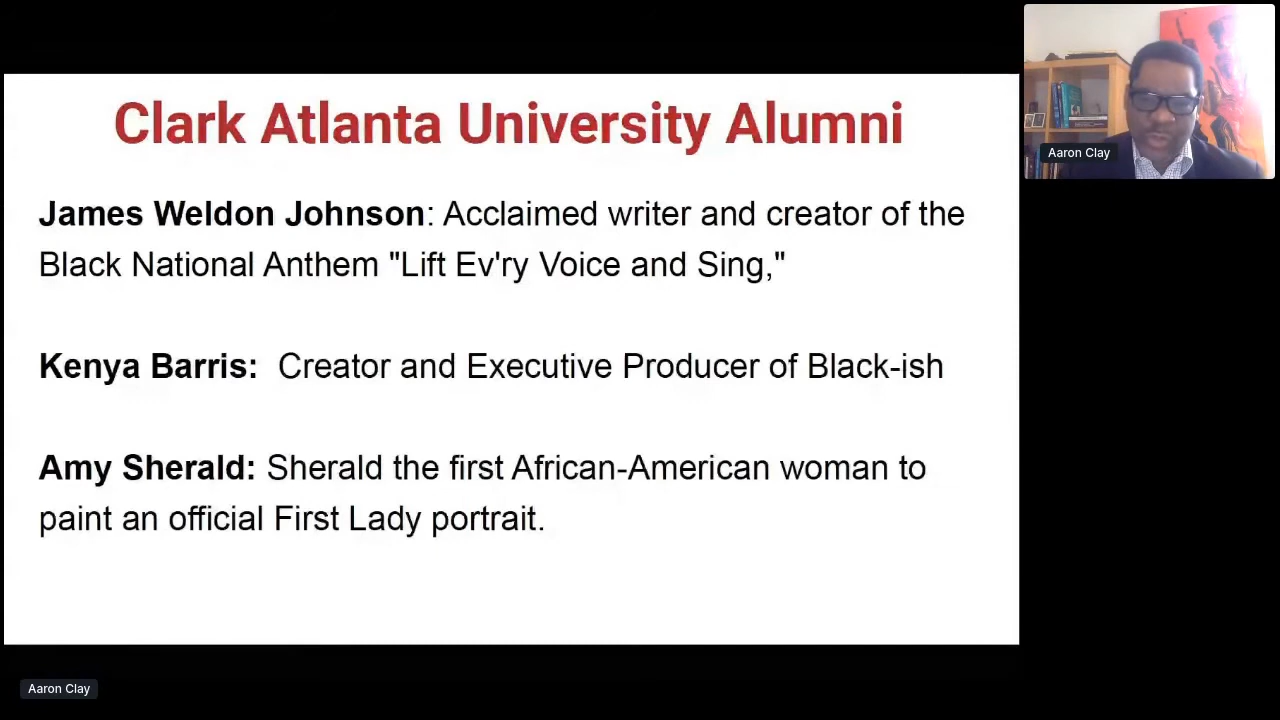 Clark Atlanta University Alumni
James Weldon Johnson: Acclaimed writer and creator of the
Black National Anthem "Lift Ev'ry Voice and Sing,"
Kenya Barris:  Creator and Executive Producer of Black-ish
Amy Sherald: Sherald the first African-American woman to
paint an official First Lady portrait.
Aaron Clay
Aaron Clay